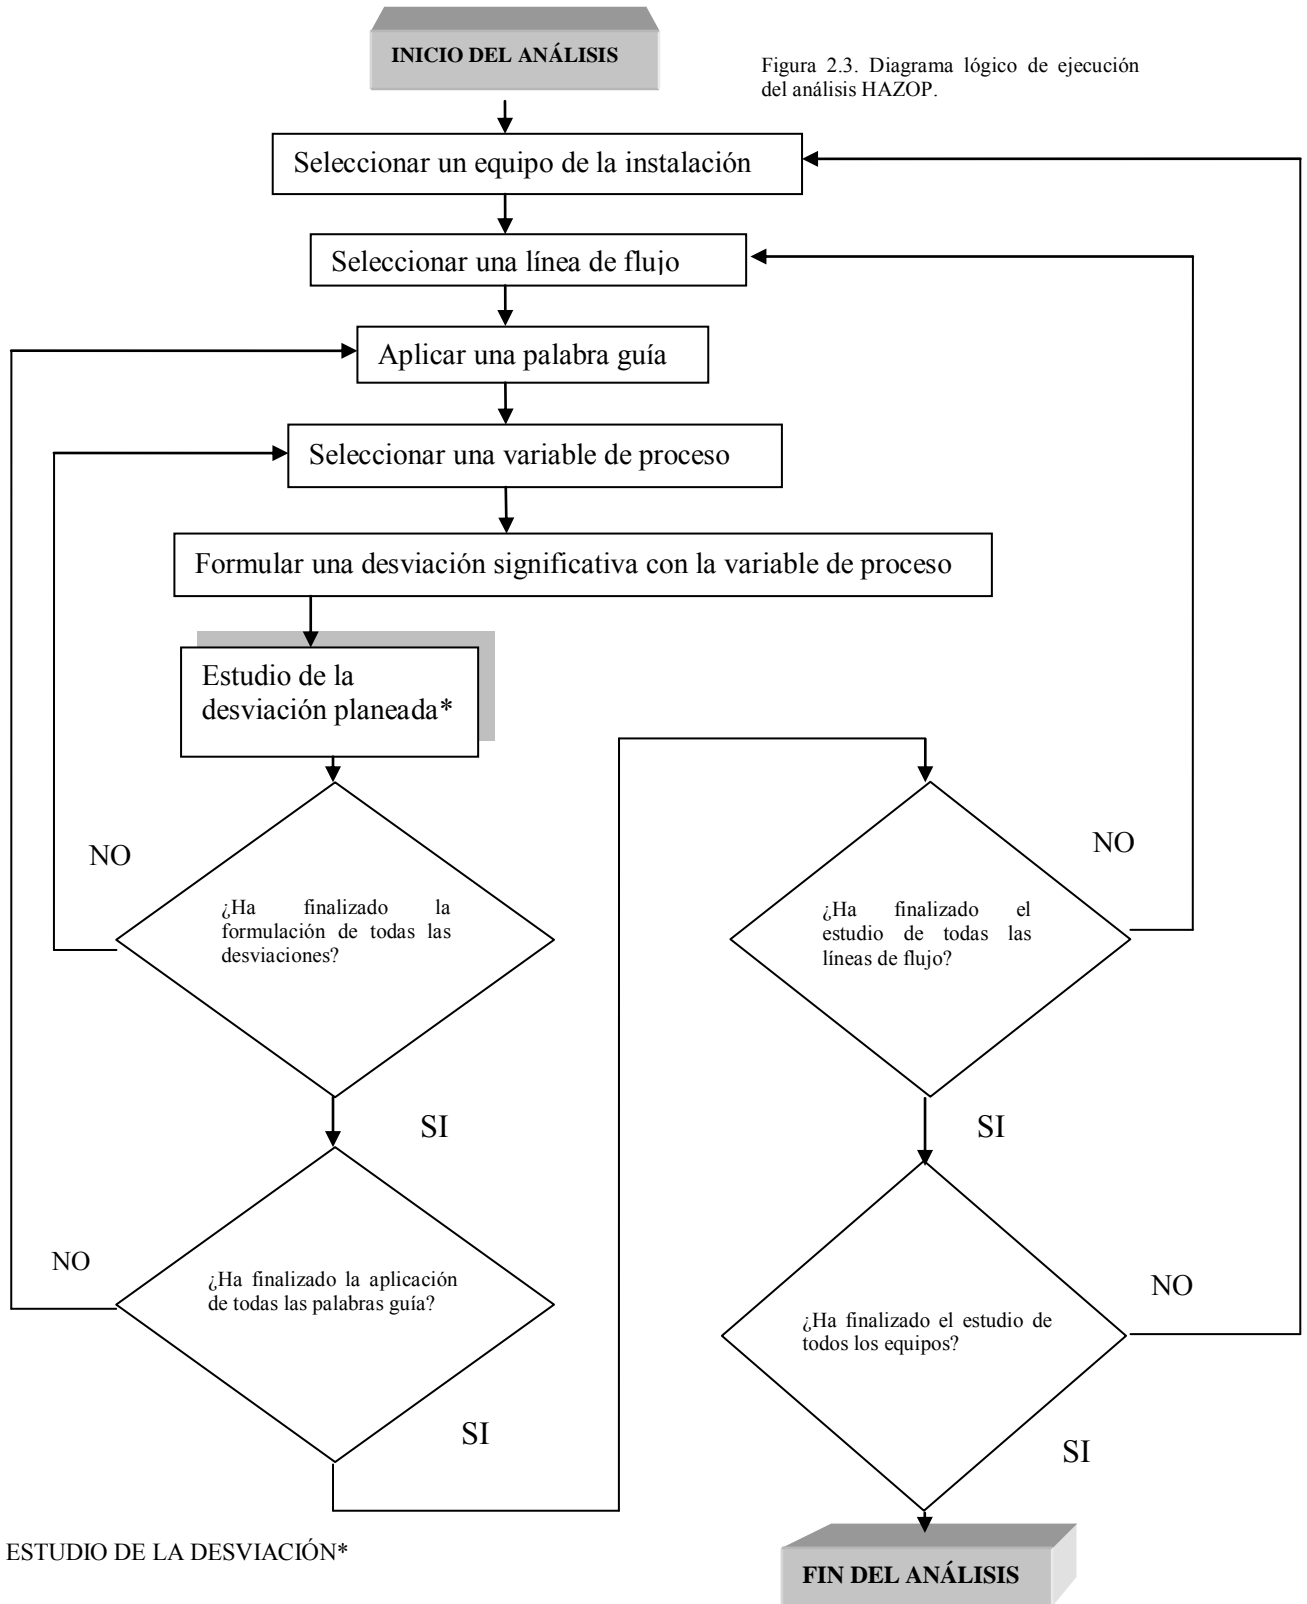 INICIO DEL ANÁLISIS
Figura 2.3. Diagrama lógico de ejecución
del análisis HAZOP.
Seleccionar un equipo de la instalación
Seleccionar una línea de flujo
Aplicar una palabra guía
Seleccionar una variable de proceso
Formular una desviación significativa con la variable de proceso
Estudio de la
desviación planeada*
NO
¿Ha finalizado la
formulación de todas las
desviaciones?
SI
NO
¿Ha finalizado la aplicación
de todas las palabras guía?
SI
NO
¿Ha finalizado el
estudio de todas las
líneas de flujo?
SI
NO
¿Ha finalizado el estudio de
todos los equipos?
SI
ESTUDIO DE LA DESVIACIÓN*
FIN DEL ANÁLISIS